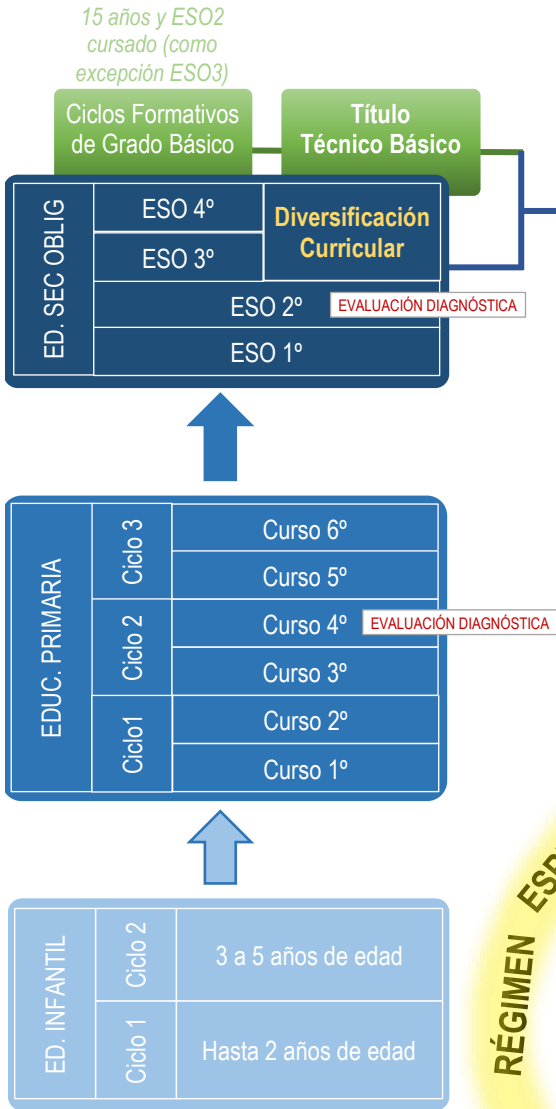 15 años y ESO2
cursado (como
excepción ESO3)
Ciclos Formativos
de Grado Básico
Título
Técnico Básico
ED. SEC OBLIG
ESO 4º
ESO 3º
Diversificación
Curricular
ESO 2º
EVALUACIÓN DIAGNÓSTICA
ESO 1º
EDUC. PRIMARIA
Ciclo 3
Curso 6º
Curso 5º
Ciclo 2
Curso 4º
EVALUACIÓN DIAGNÓSTICA
Curso 3º
Ciclo1
Curso 2º
Curso 1º
ED. INFANTIL
Ciclo 2
3 a 5 años de edad
Ciclo 1
Hasta 2 años de edad
RÉGIMEN